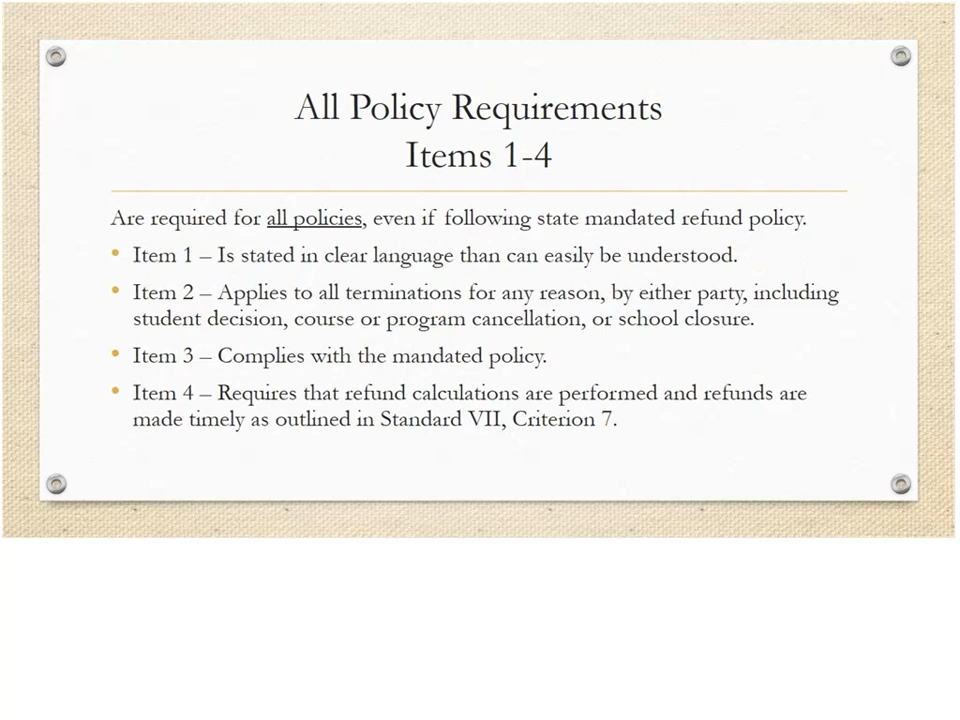 All Policy Requirements
Items 1-4
Are required for all policies, even if following state mandated refund policy.
• Item 1 – Is stated in clear language than can easily be understood.
• Item 2 – Applies to all terminations for any reason, by either party, including
student decision, course or program cancellation, or school closure.
• Item 3 – Complies with the mandated policy.
• Item 4 – Requires that refund calculations are performed and refunds are
made timely as outlined in Standard VII, Criterion 7.